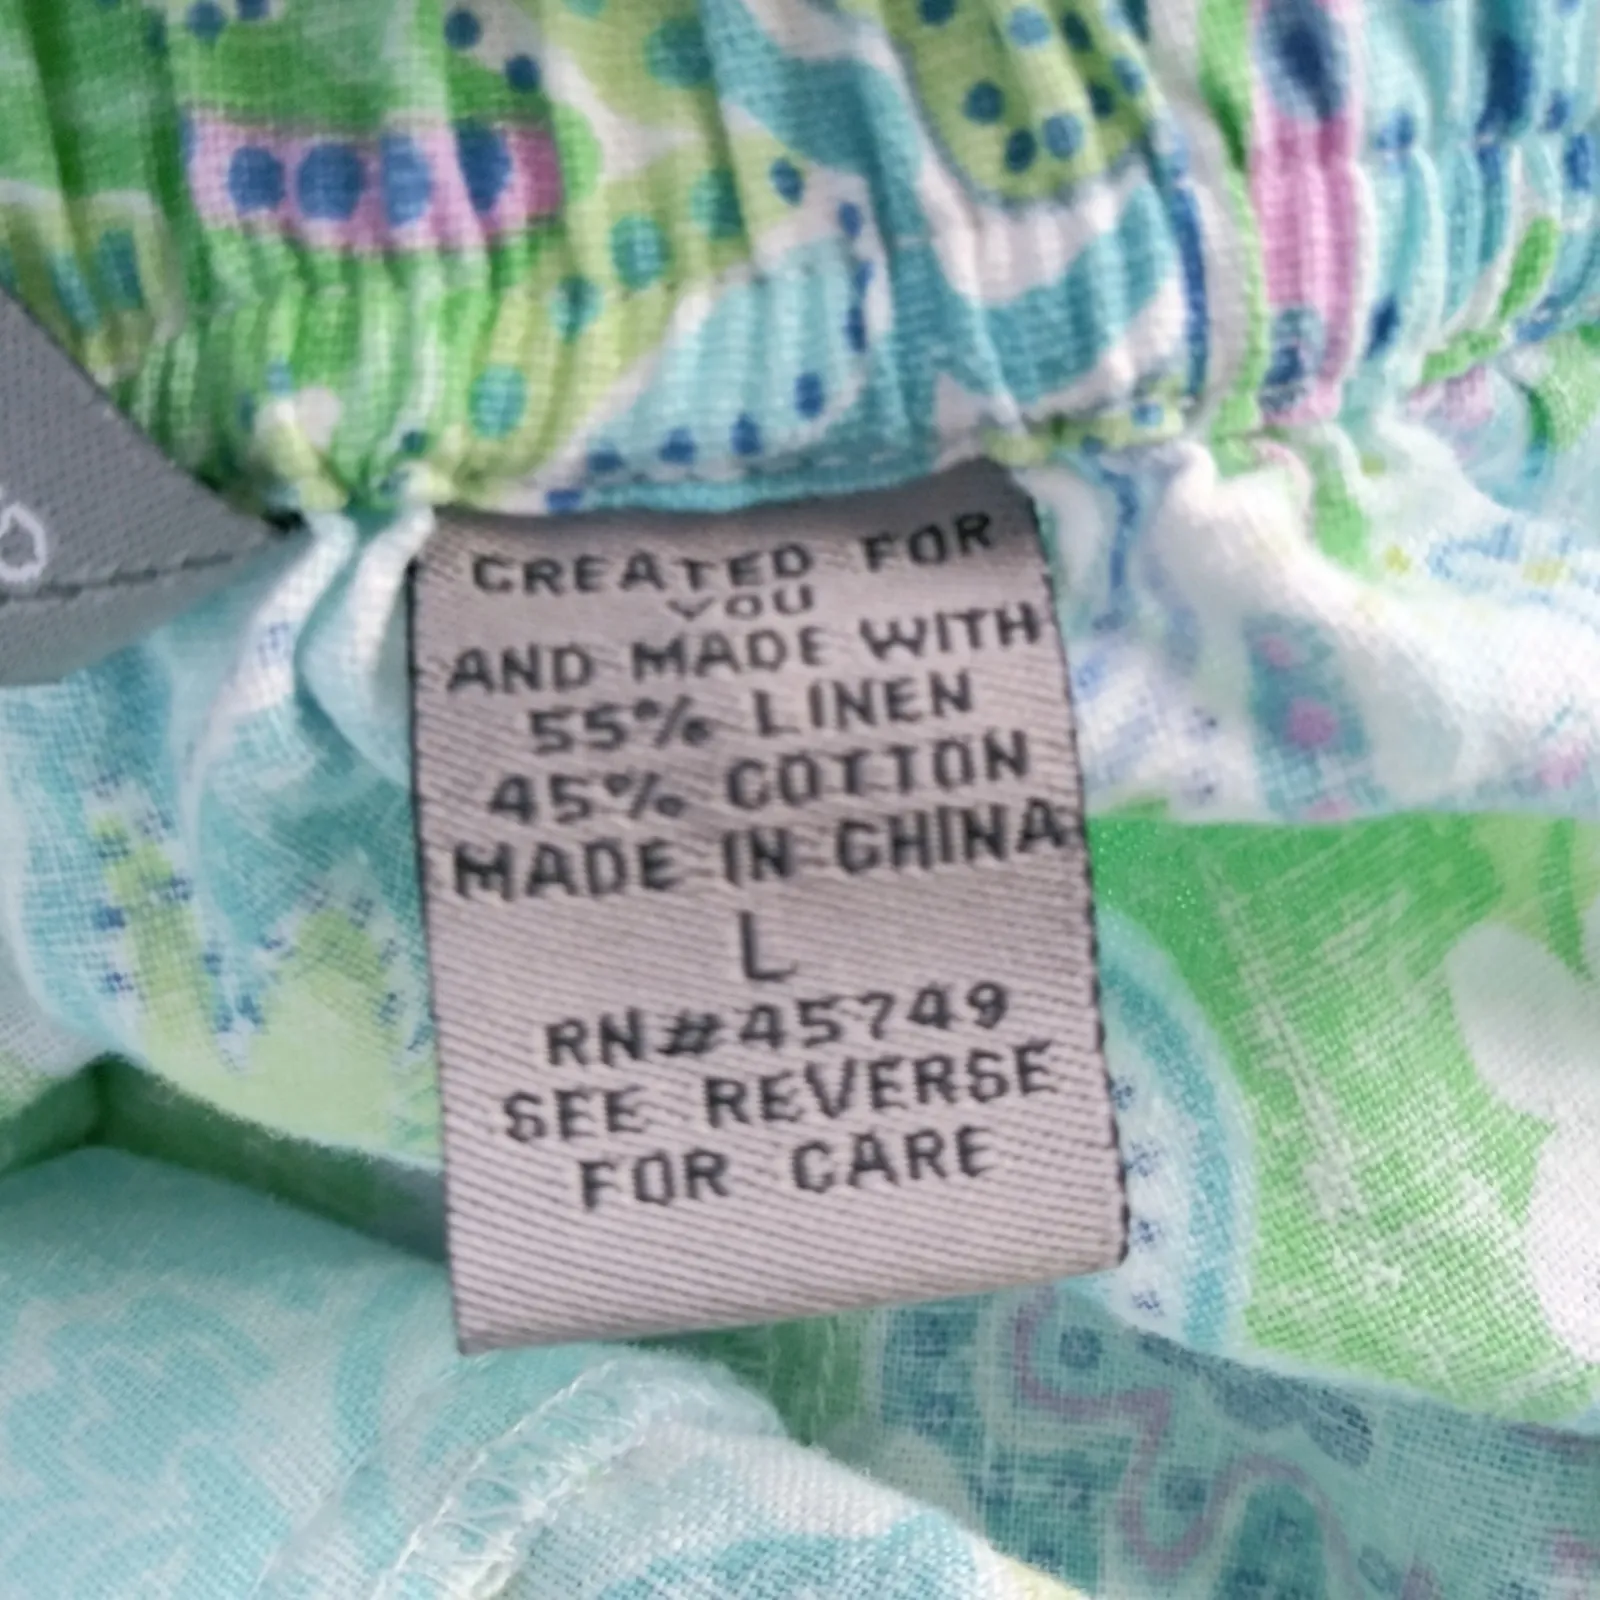 CREATED FOR
YOU
AND MADE WITH
55% LINEN
45% COTTON
MADE IN CHINA
L
RN#45749
SEE REVERSE
FOR CARE